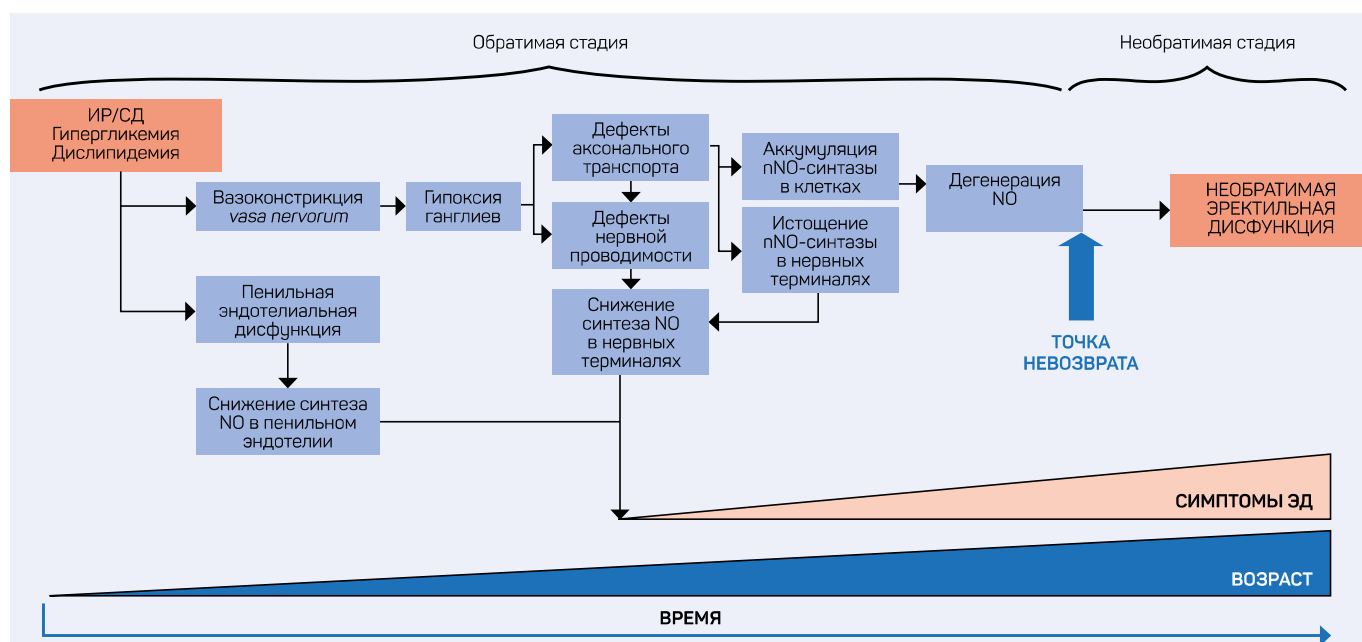 Обратимая стадия
Необратимая стадия
ИР/СД
Гипергликемия
Дислипидемия
Вазоконстрикция
vasa nervorum
Гипоксия
ганглиев
Дефекты
аксонального
транспорта
Дефекты
нервной
проводимости
Аккумуляция
nNO-синтазы
в клетках
Истощение
nNO-синтазы
в нервных
терминалях
Дегенерация
NO
НЕОБРАТИМАЯ
ЭРЕКТИЛЬНАЯ
ДИСФУНКЦИЯ
Пенильная
эндотелиальная
дисфункция
Снижение
синтеза NO
в нервных
терминалях
ТОЧКА
НЕВОЗВРАТА
Снижение синтеза
NO в пенильном
эндотелии
СИМПТОМЫ ЭД
ВОЗРАСТ
ВРЕМЯ